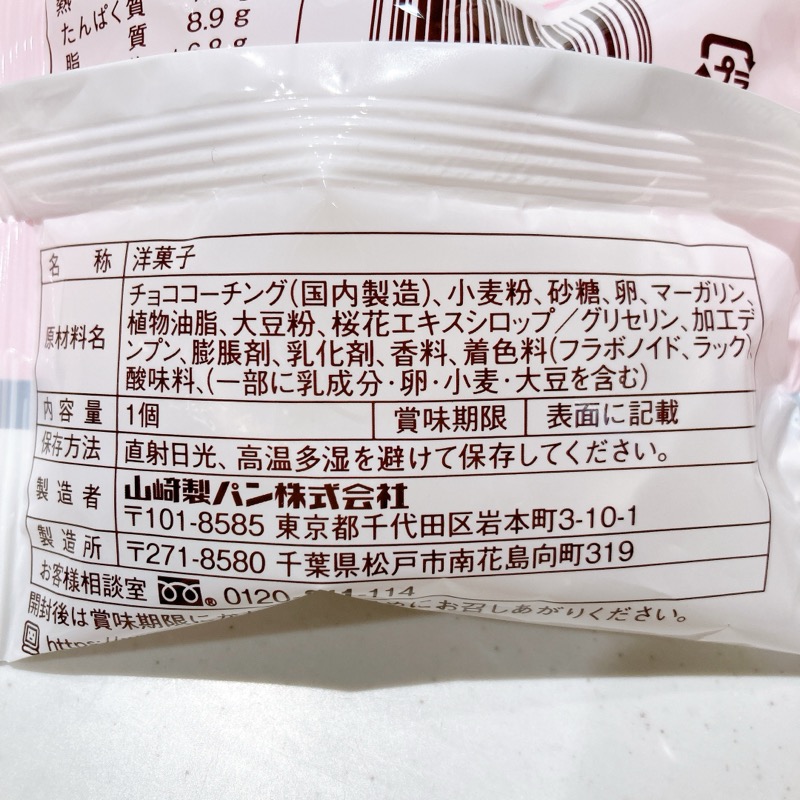 たんぱく質 8.9g
脂質
プラ
名称 洋菓子
原材料名 チョココーチング(国内製造)、小麦粉、砂糖、卵、マーガリン、
植物油脂、大豆粉、桜花エキスシロップ/グリセリン、加工デ
ンプン、膨脹剤、乳化剤、香料、着色料(フラボノイド、ラック)、
酸味料、(一部に乳成分・卵・小麦・大豆を含む)
内容量 1個 賞味期限 表面に記載
保存方法 直射日光、高温多湿を避けて保存してください。
製造者 山崎製パン株式会社
〒101-8585 東京都千代田区岩本町3-10-1
製造所 〒271-8580 千葉県松戸市南花島向町319
お客様相談室 0120 114
開封後は賞味期限に にお召しあがりください。